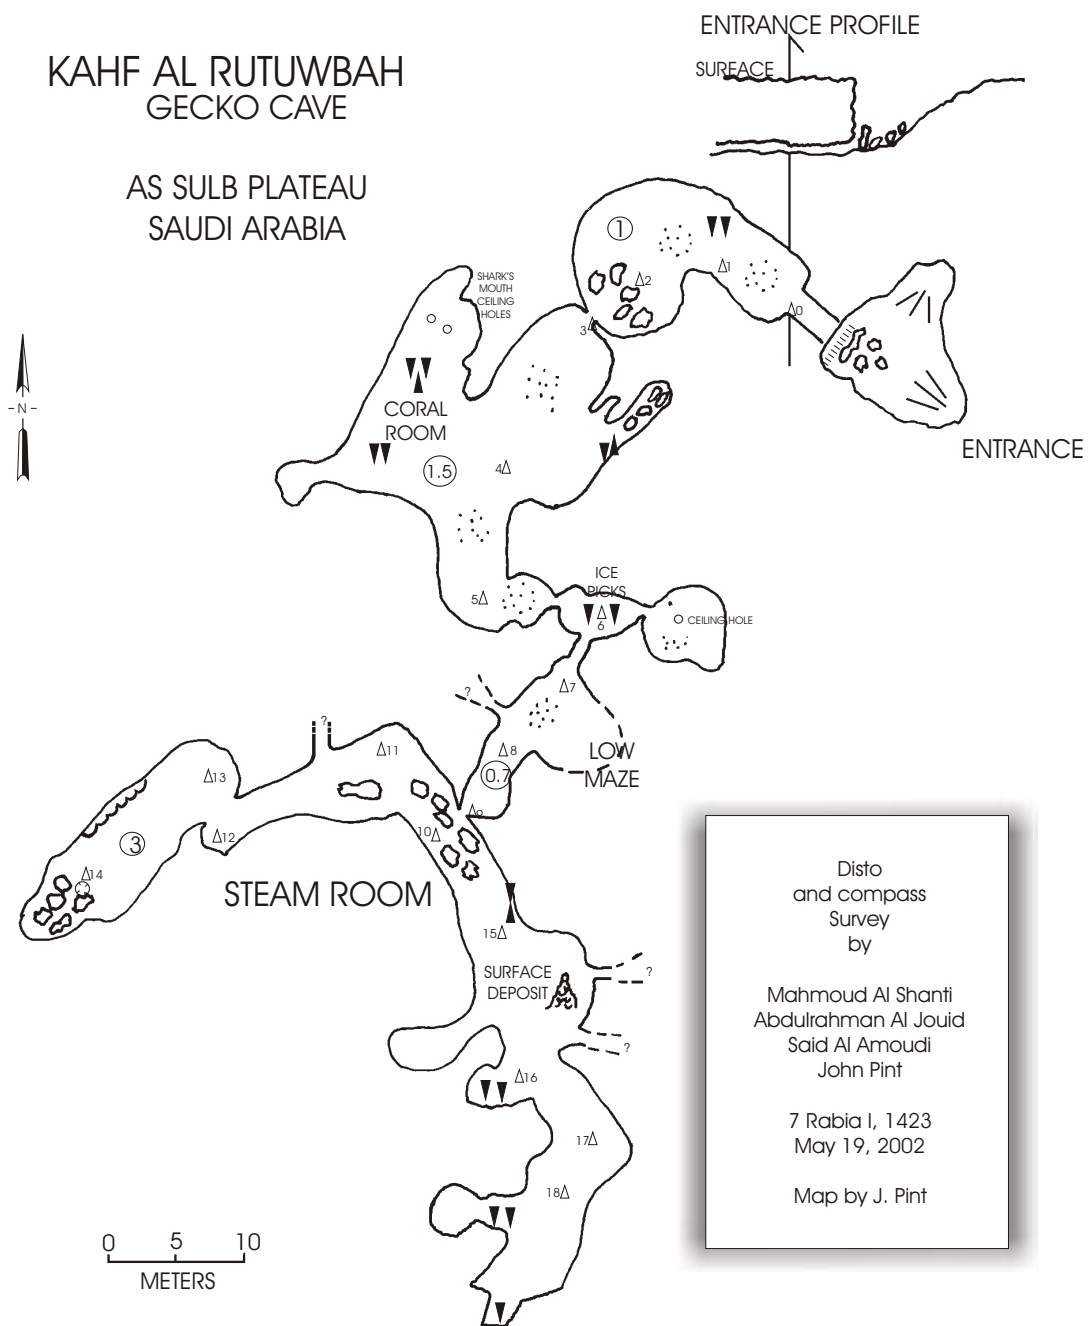 KAHF AL RUTUWBAH
GECKO CAVE
AS SULB PLATEAU
SAUDI ARABIA
ENTRANCE PROFILE
SURFACE
1
1
2
0
3
SHARK'S
MOUTH
CEILING
HOLES
-N-
CORAL
ROOM
ENTRANCE
1.5
4
ICE
PICKS
5
6
CEILING HOLE
7
?
?
11
8
LOW
MAZE
0.7
13
9
10
12
3
14
STEAM ROOM
15
SURFACE
DEPOSIT
?
?
16
17
18
0 5 10
METERS
Disto
and compass
Survey
by
Mahmoud Al Shanti
Abdulrahman Al Jouid
Said Al Amoudi
John Pint
7 Rabia I, 1423
May 19, 2002
Map by J. Pint